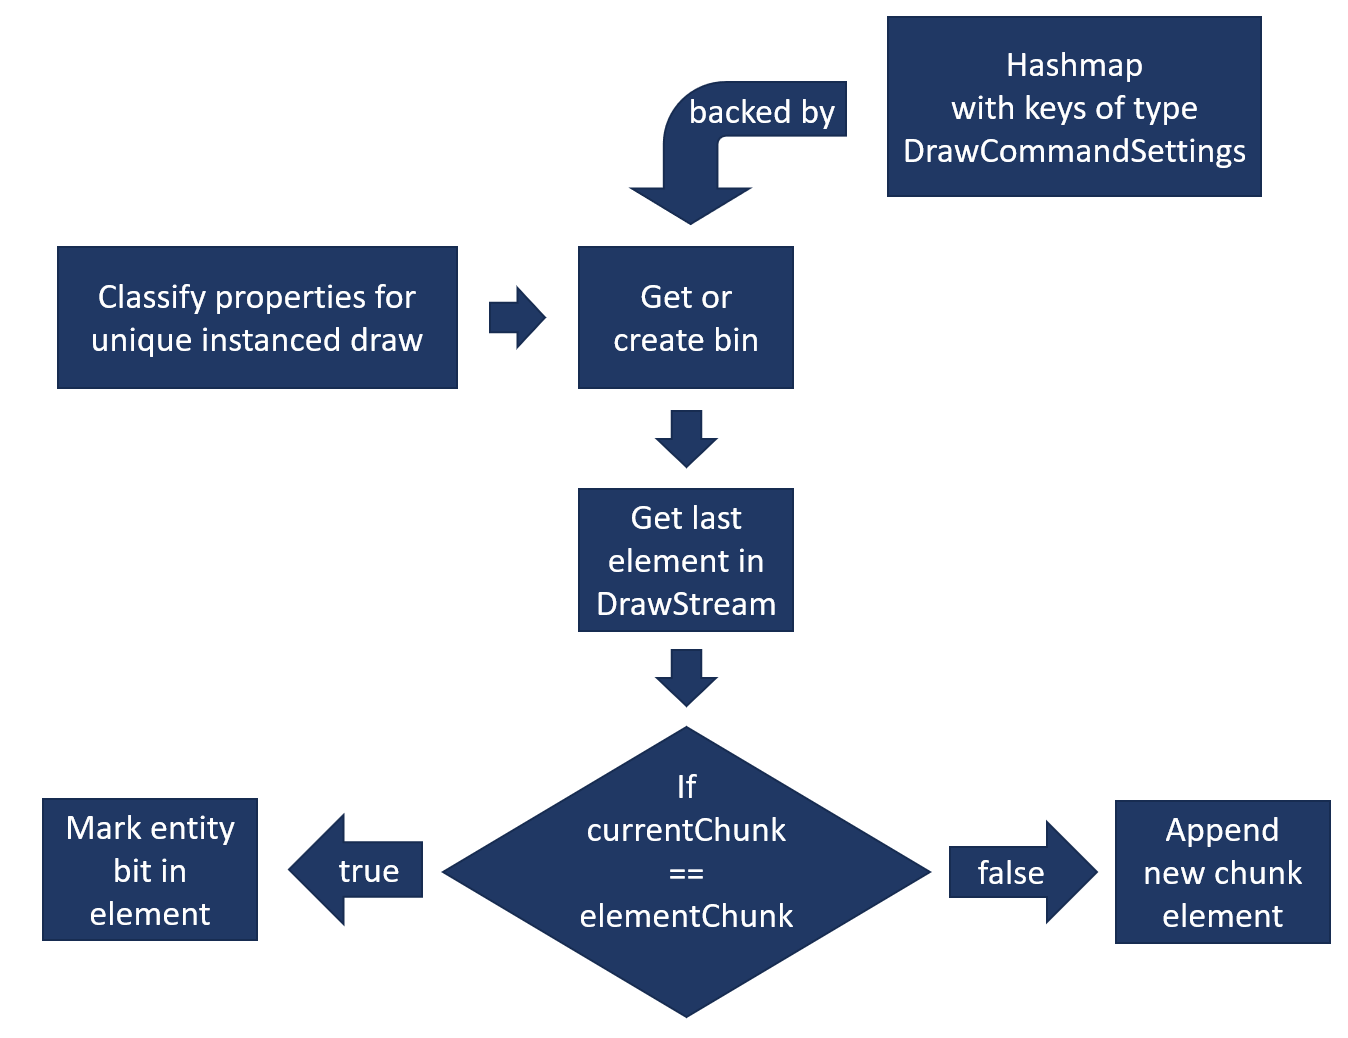 Hashmap
with keys of type
DrawCommandSettings
backed by
Classify properties for
unique instanced draw
Get or
create bin
Get last
element in
DrawStream
If
currentChunk
==
elementChunk
true
Mark entity
bit in
element
false
Append
new chunk
element